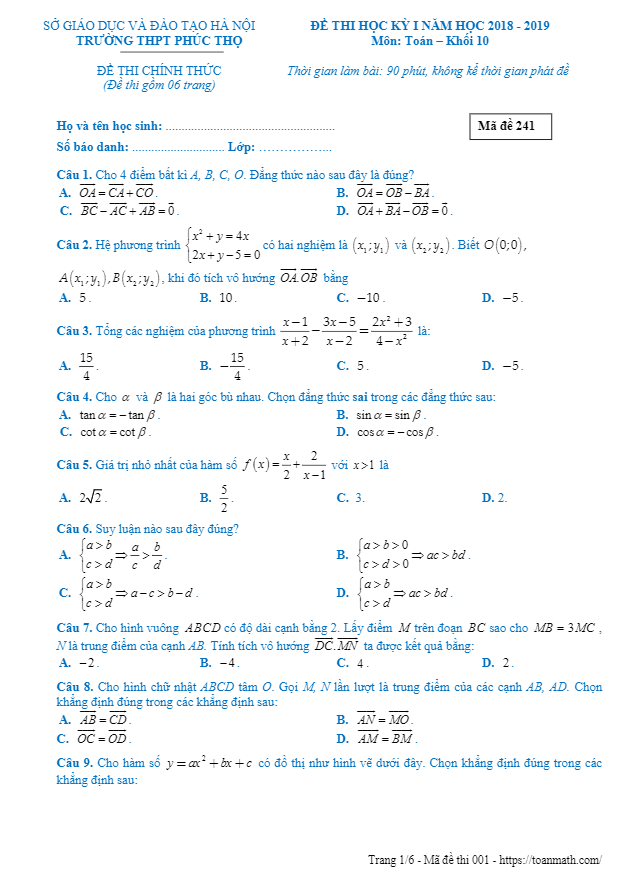 SỞ GIÁO DỤC VÀ ĐÀO TẠO HÀ NỘI
TRƯỜNG THPT PHÚC THỌ
ĐỀ THI HỌC KỲ I NĂM HỌC 2018 - 2019
Môn: Toán – Khối 10
ĐỀ THI CHÍNH THỨC
(Đề thi gồm 06 trang)
Thời gian làm bài: 90 phút, không kể thời gian phát đề
Họ và tên học sinh: ......................................................
Số báo danh: ............................. Lớp: ……………...
Mã đề 241
Câu 1. Cho 4 điểm bất kì A, B, C, O. Đẳng thức nào sau đây là đúng?
A. $\overrightarrow{OA}=\overrightarrow{CA}+\overrightarrow{CO}$. B. $\overrightarrow{OA}=\overrightarrow{OB}-\overrightarrow{BA}$.
C. $\overrightarrow{BC}-\overrightarrow{AC}+\overrightarrow{AB}=\vec{0}$. D. $\overrightarrow{OA}+\overrightarrow{BA}-\overrightarrow{OB}=\vec{0}$.
Câu 2. Hệ phương trình $\begin{cases}x^2+y=4x\\2x+y-5=0\end{cases}$ có hai nghiệm là $(x_1;y_1)$ và $(x_2;y_2)$. Biết $O(0;0)$,
$A(x_1;y_1),B(x_2;y_2)$, khi đó tích vô hướng $\overrightarrow{OA}.\overrightarrow{OB}$ bằng
A. 5. B. 10. C. −10. D. −5.
Câu 3. Tổng các nghiệm của phương trình $\frac{x-1}{x+2}-\frac{3x-5}{x-2}=\frac{2x^2+3}{4-x^2}$ là:
A. $\frac{15}{4}$. B. $-\frac{15}{4}$. C. 5. D. −5.
Câu 4. Cho α và β là hai góc bù nhau. Chọn đẳng thức sai trong các đẳng thức sau:
A. tan α = − tan β. B. sin α = sin β.
C. cot α = cot β. D. cos α = − cos β.
Câu 5. Giá trị nhỏ nhất của hàm số $f(x)=\frac{x}{2}+\frac{2}{x-1}$ với $x>1$ là
A. $2\sqrt{2}$. B. $\frac{5}{2}$. C. 3. D. 2.
Câu 6. Suy luận nào sau đây đúng?
A. $\begin{cases}a>b\\c>d\end{cases}\Rightarrow\frac{a}{c}>\frac{b}{d}$. B. $\begin{cases}a>b>0\\c>d>0\end{cases}\Rightarrow ac>bd$.
C. $\begin{cases}a>b\\c>d\end{cases}\Rightarrow a-c>b-d$. D. $\begin{cases}a>b\\c>d\end{cases}\Rightarrow ac>bd$.
Câu 7. Cho hình vuông ABCD có độ dài cạnh bằng 2. Lấy điểm M trên đoạn BC sao cho MB = 3MC ,
N là trung điểm của cạnh AB. Tính tích vô hướng $\overrightarrow{DC}.\overrightarrow{MN}$ ta được kết quả bằng:
A. −2. B. −4. C. 4. D. 2.
Câu 8. Cho hình chữ nhật ABCD tâm O. Gọi M, N lần lượt là trung điểm của các cạnh AB, AD. Chọn
khẳng định đúng trong các khẳng định sau:
A. $\overrightarrow{AB}=\overrightarrow{CD}$. B. $\overrightarrow{AN}=\overrightarrow{MO}$.
C. $\overrightarrow{OC}=\overrightarrow{OD}$. D. $\overrightarrow{AM}=\overrightarrow{BM}$.
Câu 9. Cho hàm số $y=ax^2+bx+c$ có đồ thị như hình vẽ dưới đây. Chọn khẳng định đúng trong các
khẳng định sau:
Trang 1/6 - Mã đề thi 001 - https://toanmath.com/